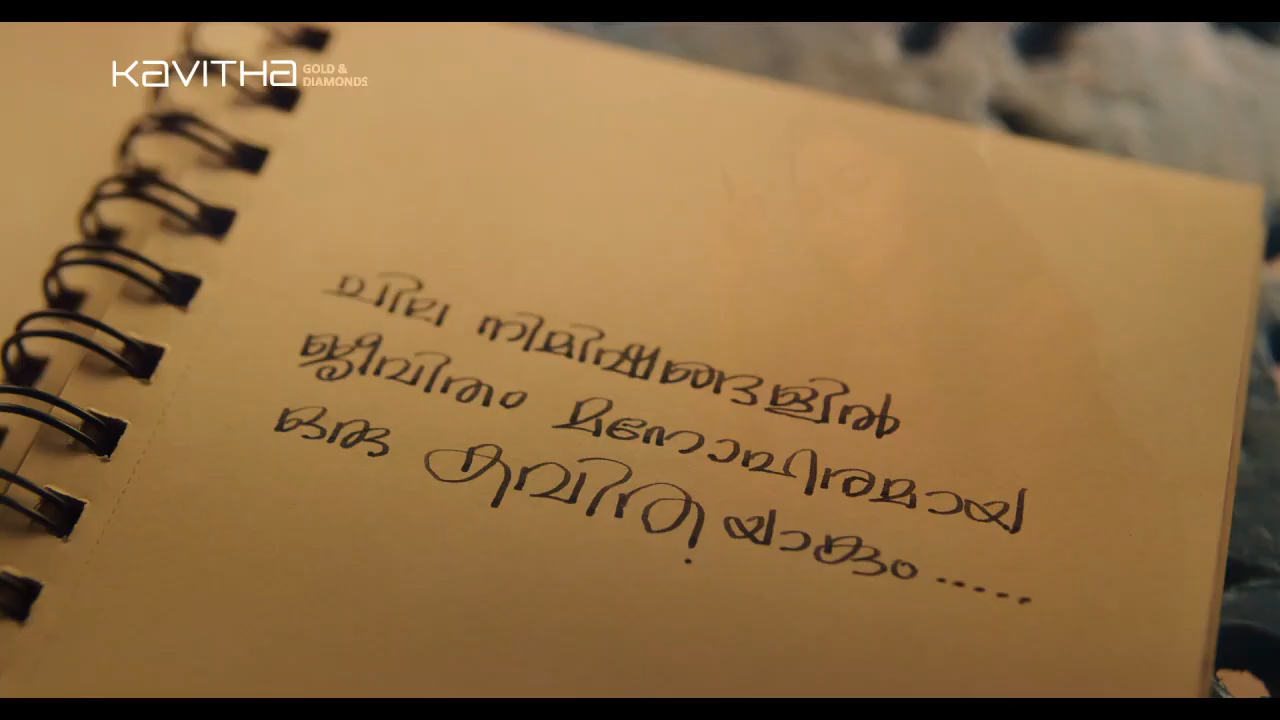 KAVITHA GOLD &
DIAMONDS
ചില നിമിഷങ്ങളിൽ
ജീവിതം മനോഹരമായ
ഒരു കവിതയാകും .....